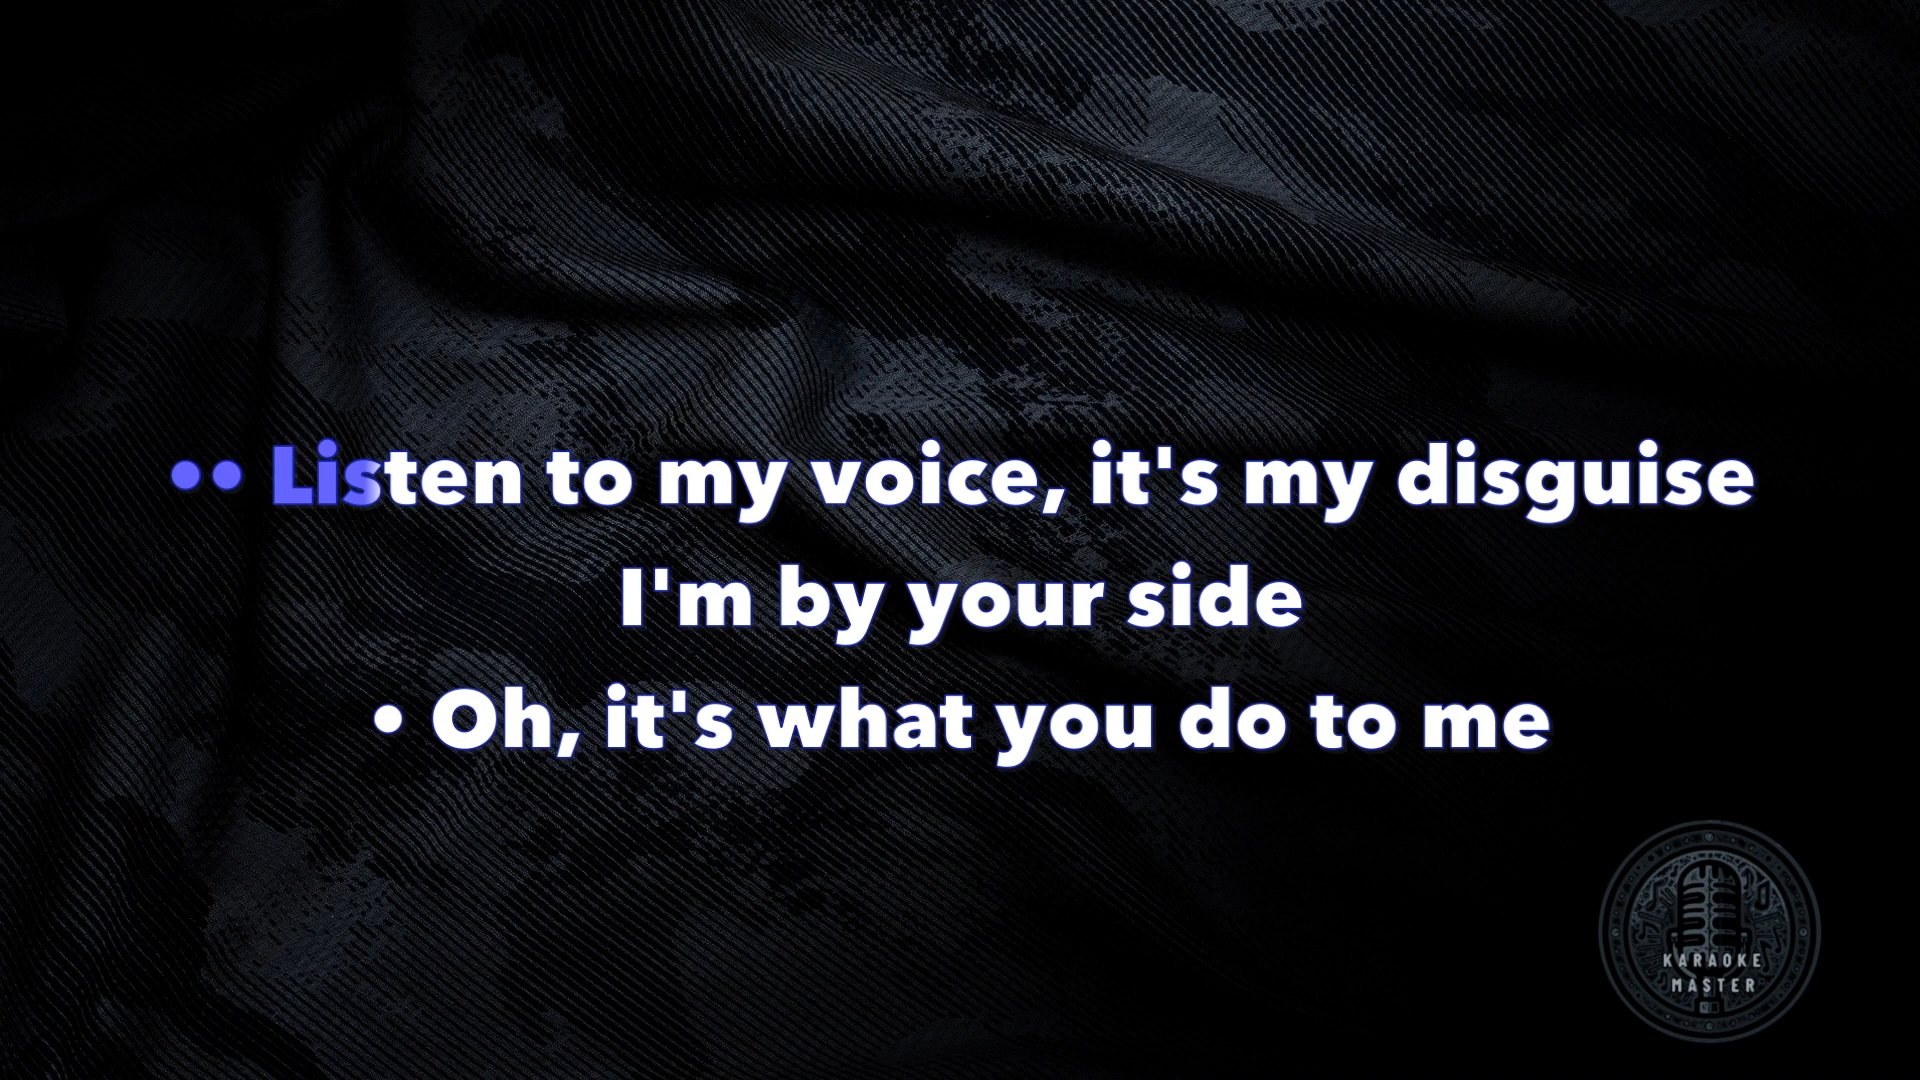 •• Listen to my voice, it's my disguise
I'm by your side
• Oh, it's what you do to me
KARAOKE
MASTER